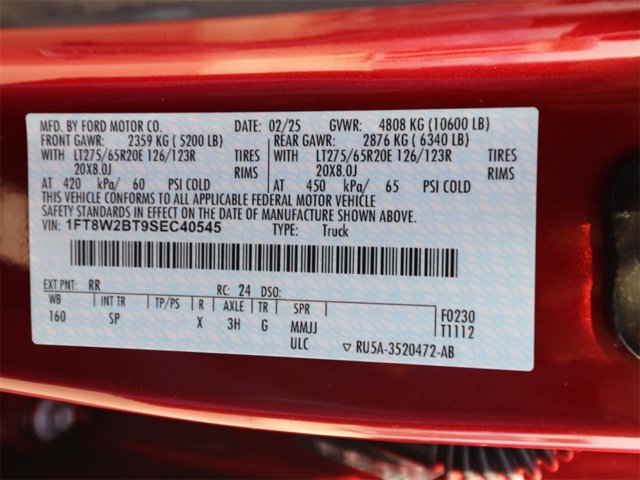 MFD. BY FORD MOTOR CO. DATE: 02/25 GVWR: 4808 KG (10600 LB)
FRONT GAWR: 2359 KG ( 5200 LB) REAR GAWR: 2876 KG ( 6340 LB)
WITH LT275/65R20E 126/123R TIRES WITH LT275/65R20E 126/123R TIRES
20X8.0J RIMS 20X8.0J RIMS
AT 420 kPa/ 60 PSI COLD AT 450 kPa/ 65 PSI COLD
THIS VEHICLE CONFORMS TO ALL APPLICABLE FEDERAL MOTOR VEHICLE
SAFETY STANDARDS IN EFFECT ON THE DATE OF MANUFACTURE SHOWN ABOVE.
VIN: 1FT8W2BT9SEC40545 TYPE: Truck
EXT PNT: RR RC: 24 DSO:
WB INT TR TP/PS R AXLE TR SPR F0230
160 SP X 3H G MMJJ T1112
ULC RU5A-3520472-AB